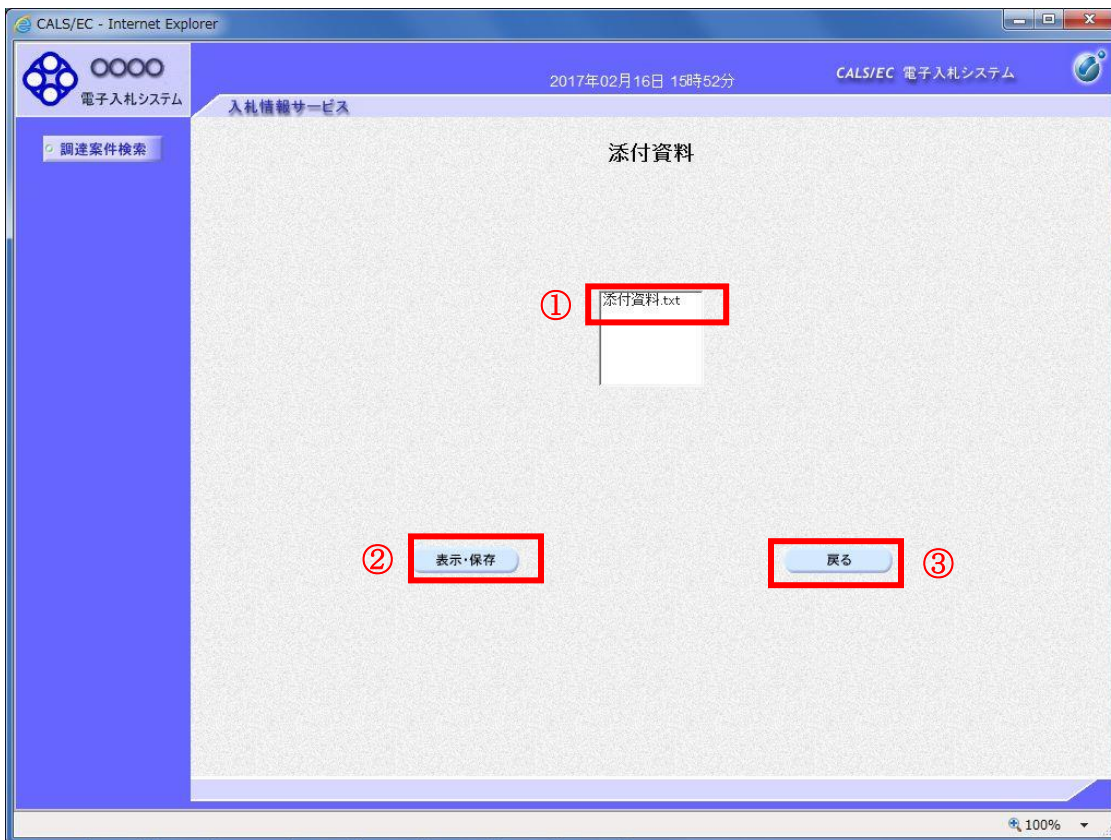 CALS/EC - Internet Explorer
OOOO
電子入札システム
2017年02月16日 15時52分
CALS/EC 電子入札システム
入札情報サービス
調達案件検索
添付資料
① 添付資料.txt
② 表示・保存
戻る ③
100%